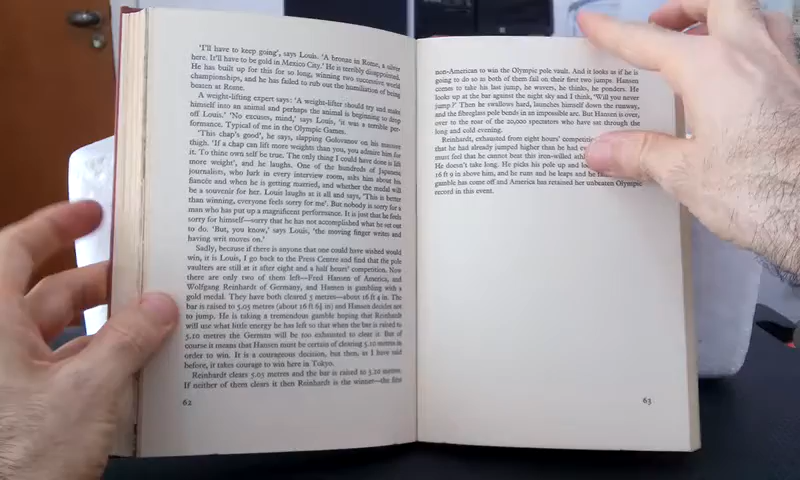 'I'll have to keep going', says Louis. 'A bronze in Rome, a silver
here. It'll have to be gold in Mexico City.' He is terribly disappointed.
He has built up for this for so long, winning two successive world
championships, and he has failed to rub out the humiliation of being
beaten at Rome.
A weight-lifting expert says: 'A weight-lifter should try and make
himself into an animal and perhaps the animal is beginning to drop
off Louis.' 'No excuses, mind,' says Louis, 'it was a terrible per-
formance. Typical of me in the Olympic Games.
'This chap's good', he says, slapping Golovanov on his massive
thigh. 'If a chap can lift more weights than you, you admire him for
it. To thine own self be true. The only thing I could have done is lift
more weight', and he laughs. One of the hundreds of Japanese
journalists, who lurk in every interview room, asks him about his
fiancée and when he is getting married, and whether the medal will
be a souvenir for her. Louis laughs at it all and says, 'This is better
than winning, everyone feels sorry for me'. But nobody is sorry for a
man who has put up a magnificent performance. It is just that he feels
sorry for himself—sorry that he has not accomplished what he set out
to do. 'But, you know,' says Louis, 'the moving finger writes and
having writ moves on.'
Sadly, because if there is anyone that one could have wished would
win, it is Louis, I go back to the Press Centre and find that the pole
vaulters are still at it after eight and a half hours' competition. Now
there are only two of them left—Fred Hansen of America, and
Wolfgang Reinhardt of Germany, and Hansen is gambling with a
gold medal. They have both cleared 5 metres—about 16 ft 4 in. The
bar is raised to 5.05 metres (about 16 ft 6¾ in) and Hansen decides not
to jump. He is taking a tremendous gamble hoping that Reinhardt
will use what little energy he has left so that when the bar is raised to
5.10 metres the German will be too exhausted to clear it. But of
course it means that Hansen must be certain of clearing 5.10 metres in
order to win. It is a courageous decision, but then, as I have said
before, it takes courage to win here in Tokyo.
Reinhardt clears 5.05 metres and the bar is raised to 5.10 metres.
If neither of them clears it then Reinhardt is the winner—the first
62
non-American to win the Olympic pole vault. And it looks as if he is
going to do so as both of them fail on their first two jumps. Hansen
comes to take his last jump, he wavers, he thinks, he ponders. He
looks up at the bar against the night sky and I think, 'Will you never
jump?' Then he swallows hard, launches himself down the runway,
and the fibreglass pole bends in an impossible arc. But Hansen is over,
over to the roar of the 20,000 spectators who have sat through the
long and cold evening.
Reinhardt, exhausted from eight hours' competi
that he had already jumped higher than he had ev
must feel that he cannot beat this iron-willed ath
He doesn't take long. He picks his pole up and lo
16 ft 9 in above him, and he runs and he leaps and he
gamble has come off and America has retained her unbeaten Olympic
record in this event.
63